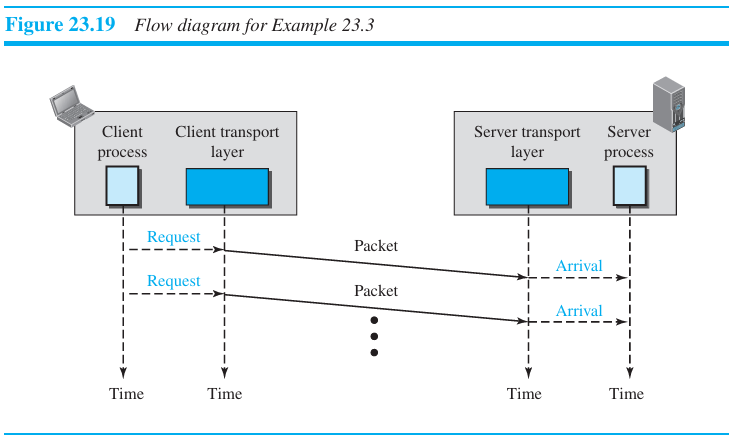 Figure 23.19 Flow diagram for Example 23.3
Client process
Client transport layer
Server transport layer
Server process
Request
Packet
Arrival
Request
Packet
Arrival
Time
Time
Time
Time